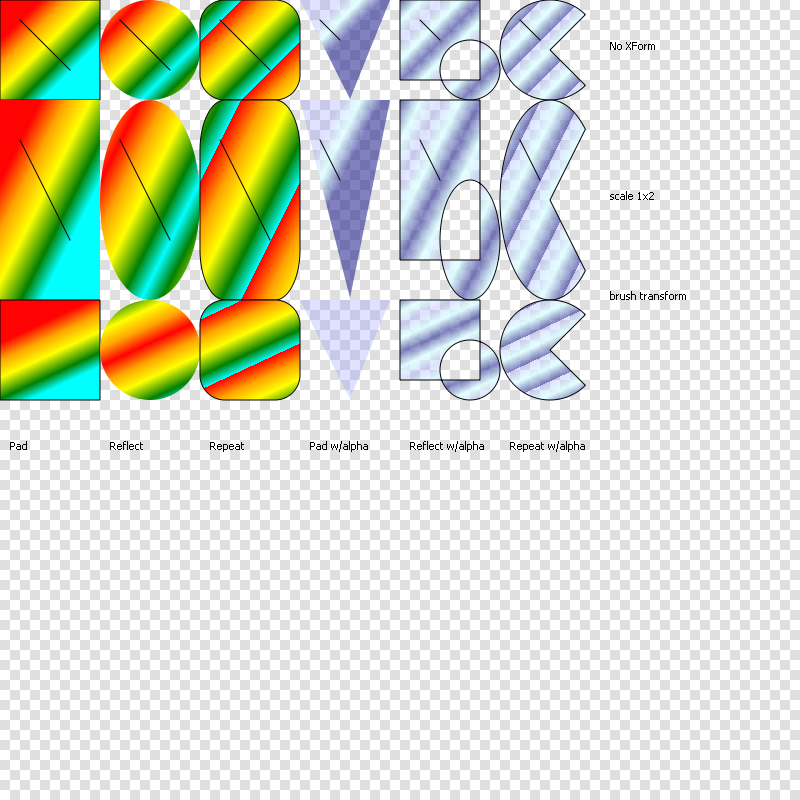 No XForm
scale 1x2
brush transform
Pad Reflect Repeat Pad w/alpha Reflect w/alpha Repeat w/alpha